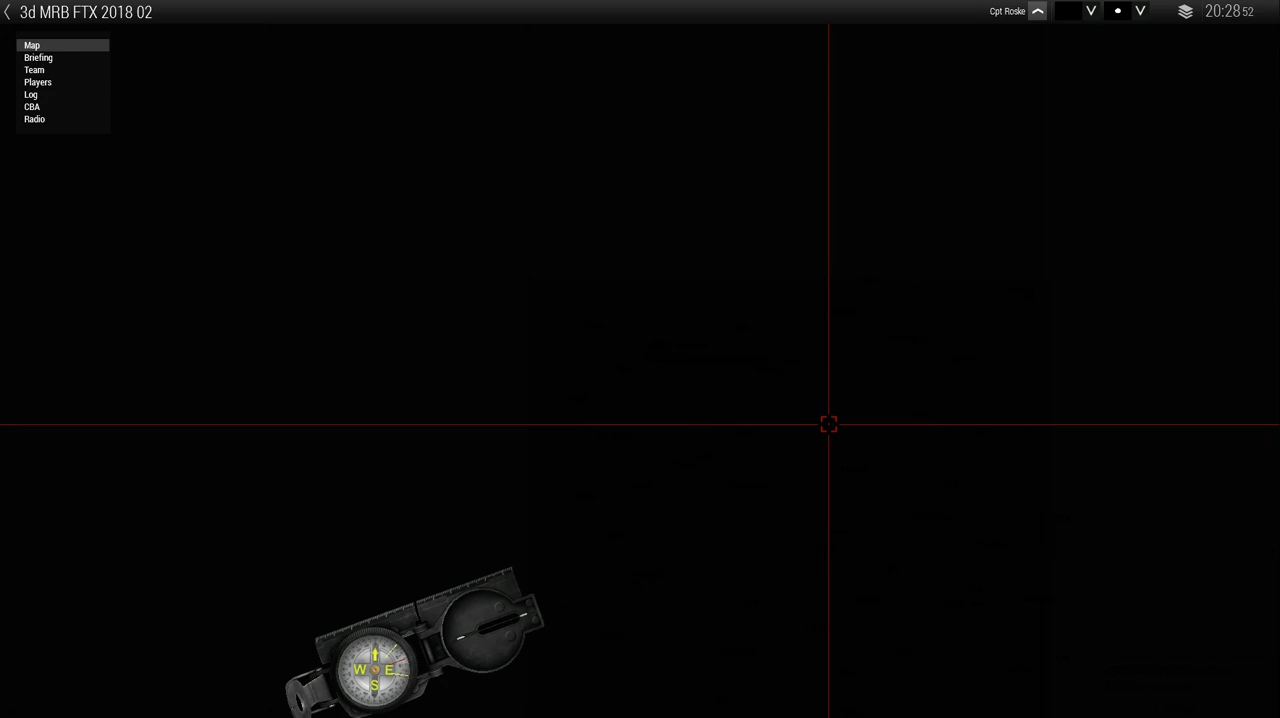 3d MRB FTX 2018 02
Cpt Roske
20:28 52
Map
Briefing
Team
Players
Log
CBA
Radio
W E
S